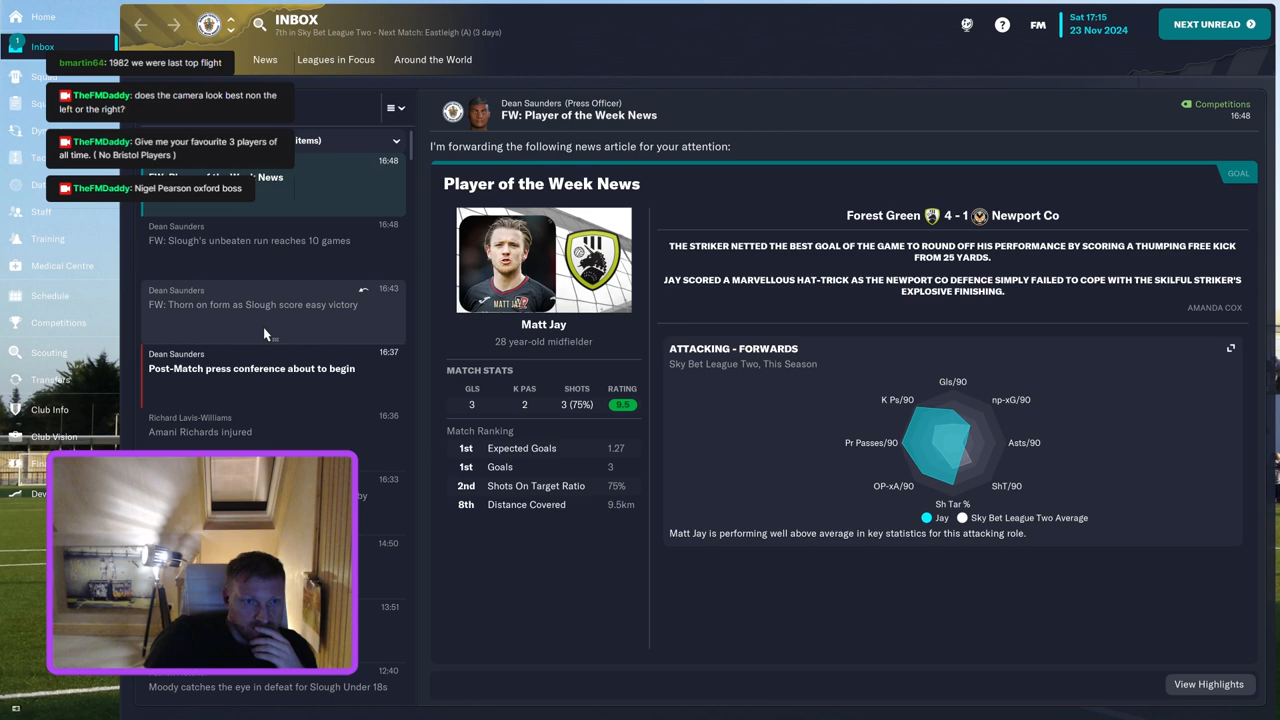 Home
INBOX
7th in Sky Bet League Two - Next Match: Eastleigh (A) (3 days)
FM
Sat 17:15
23 Nov 2024
NEXT UNREAD
1
Inbox
News
Leagues in Focus
Around the World
bmartin64: 1982 we were last top flight
TheFMDaddy: does the camera look best non the
left or the right?
TheFMDaddy: Give me your favourite 3 players of
all time. ( No Bristol Players )
TheFMDaddy: Nigel Pearson oxford boss
Staff
Training
Medical Centre
Schedule
Competitions
Scouting
Transfers
Club Info
Club Vision
items)
16:48
News
Dean Saunders
16:48
FW: Slough's unbeaten run reaches 10 games
Dean Saunders
16:43
FW: Thorn on form as Slough score easy victory
Dean Saunders
16:37
Post-Match press conference about to begin
Richard Lavis-Williams
16:36
Amani Richards injured
16:33
by
14:50
13:51
12:40
Moody catches the eye in defeat for Slough Under 18s
MATT JAY
Dean Saunders (Press Officer)
FW: Player of the Week News
Competitions
16:48
I'm forwarding the following news article for your attention:
GOAL
Player of the Week News
Matt Jay
28 year-old midfielder
MATCH STATS
GLS K PAS SHOTS RATING
3 2 3 (75%) 9.5
Match Ranking
1st Expected Goals 1.27
1st Goals 3
2nd Shots On Target Ratio 75%
8th Distance Covered 9.5km
Forest Green 4 - 1 Newport Co
THE STRIKER NETTED THE BEST GOAL OF THE GAME TO ROUND OFF HIS PERFORMANCE BY SCORING A THUMPING FREE KICK
FROM 25 YARDS.
JAY SCORED A MARVELLOUS HAT-TRICK AS THE NEWPORT CO DEFENCE SIMPLY FAILED TO COPE WITH THE SKILFUL STRIKER'S
EXPLOSIVE FINISHING.
AMANDA COX
ATTACKING - FORWARDS
Sky Bet League Two, This Season
Gls/90
K Ps/90
np-xG/90
Pr Passes/90
Asts/90
OP-xA/90
ShT/90
Sh Tar %
Jay
Sky Bet League Two Average
Matt Jay is performing well above average in key statistics for this attacking role.
View Highlights